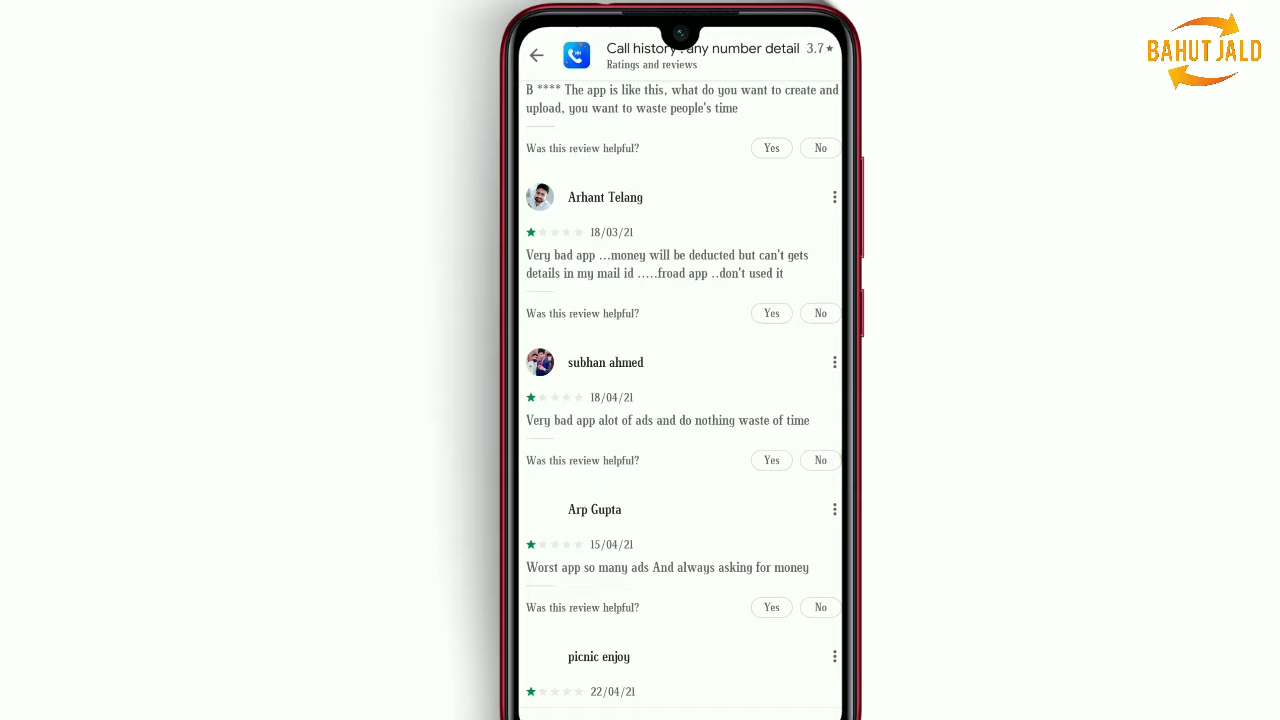 BAHUT JALD
Call history : any number detail 3.7★
Ratings and reviews
B **** The app is like this, what do you want to create and
upload, you want to waste people's time
Was this review helpful? Yes No
Arhant Telang
18/03/21
Very bad app ...money will be deducted but can't gets
details in my mail id .....froad app ..don't used it
Was this review helpful? Yes No
subhan ahmed
18/04/21
Very bad app alot of ads and do nothing waste of time
Was this review helpful? Yes No
Arp Gupta
15/04/21
Worst app so many ads And always asking for money
Was this review helpful? Yes No
picnic enjoy
22/04/21